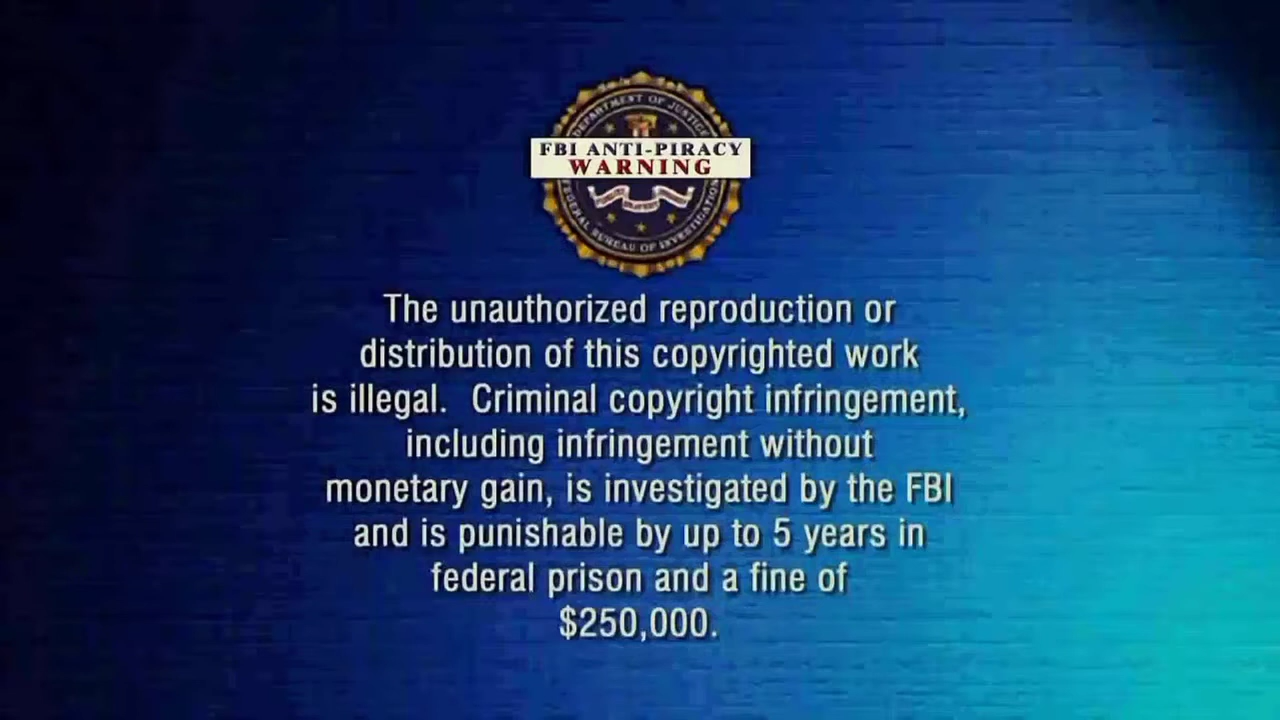 DEPARTMENT OF JUSTICE
FBI ANTI-PIRACY
WARNING
FEDERAL BUREAU OF INVESTIGATION
The unauthorized reproduction or
distribution of this copyrighted work
is illegal.  Criminal copyright infringement,
including infringement without
monetary gain, is investigated by the FBI
and is punishable by up to 5 years in
federal prison and a fine of
$250,000.